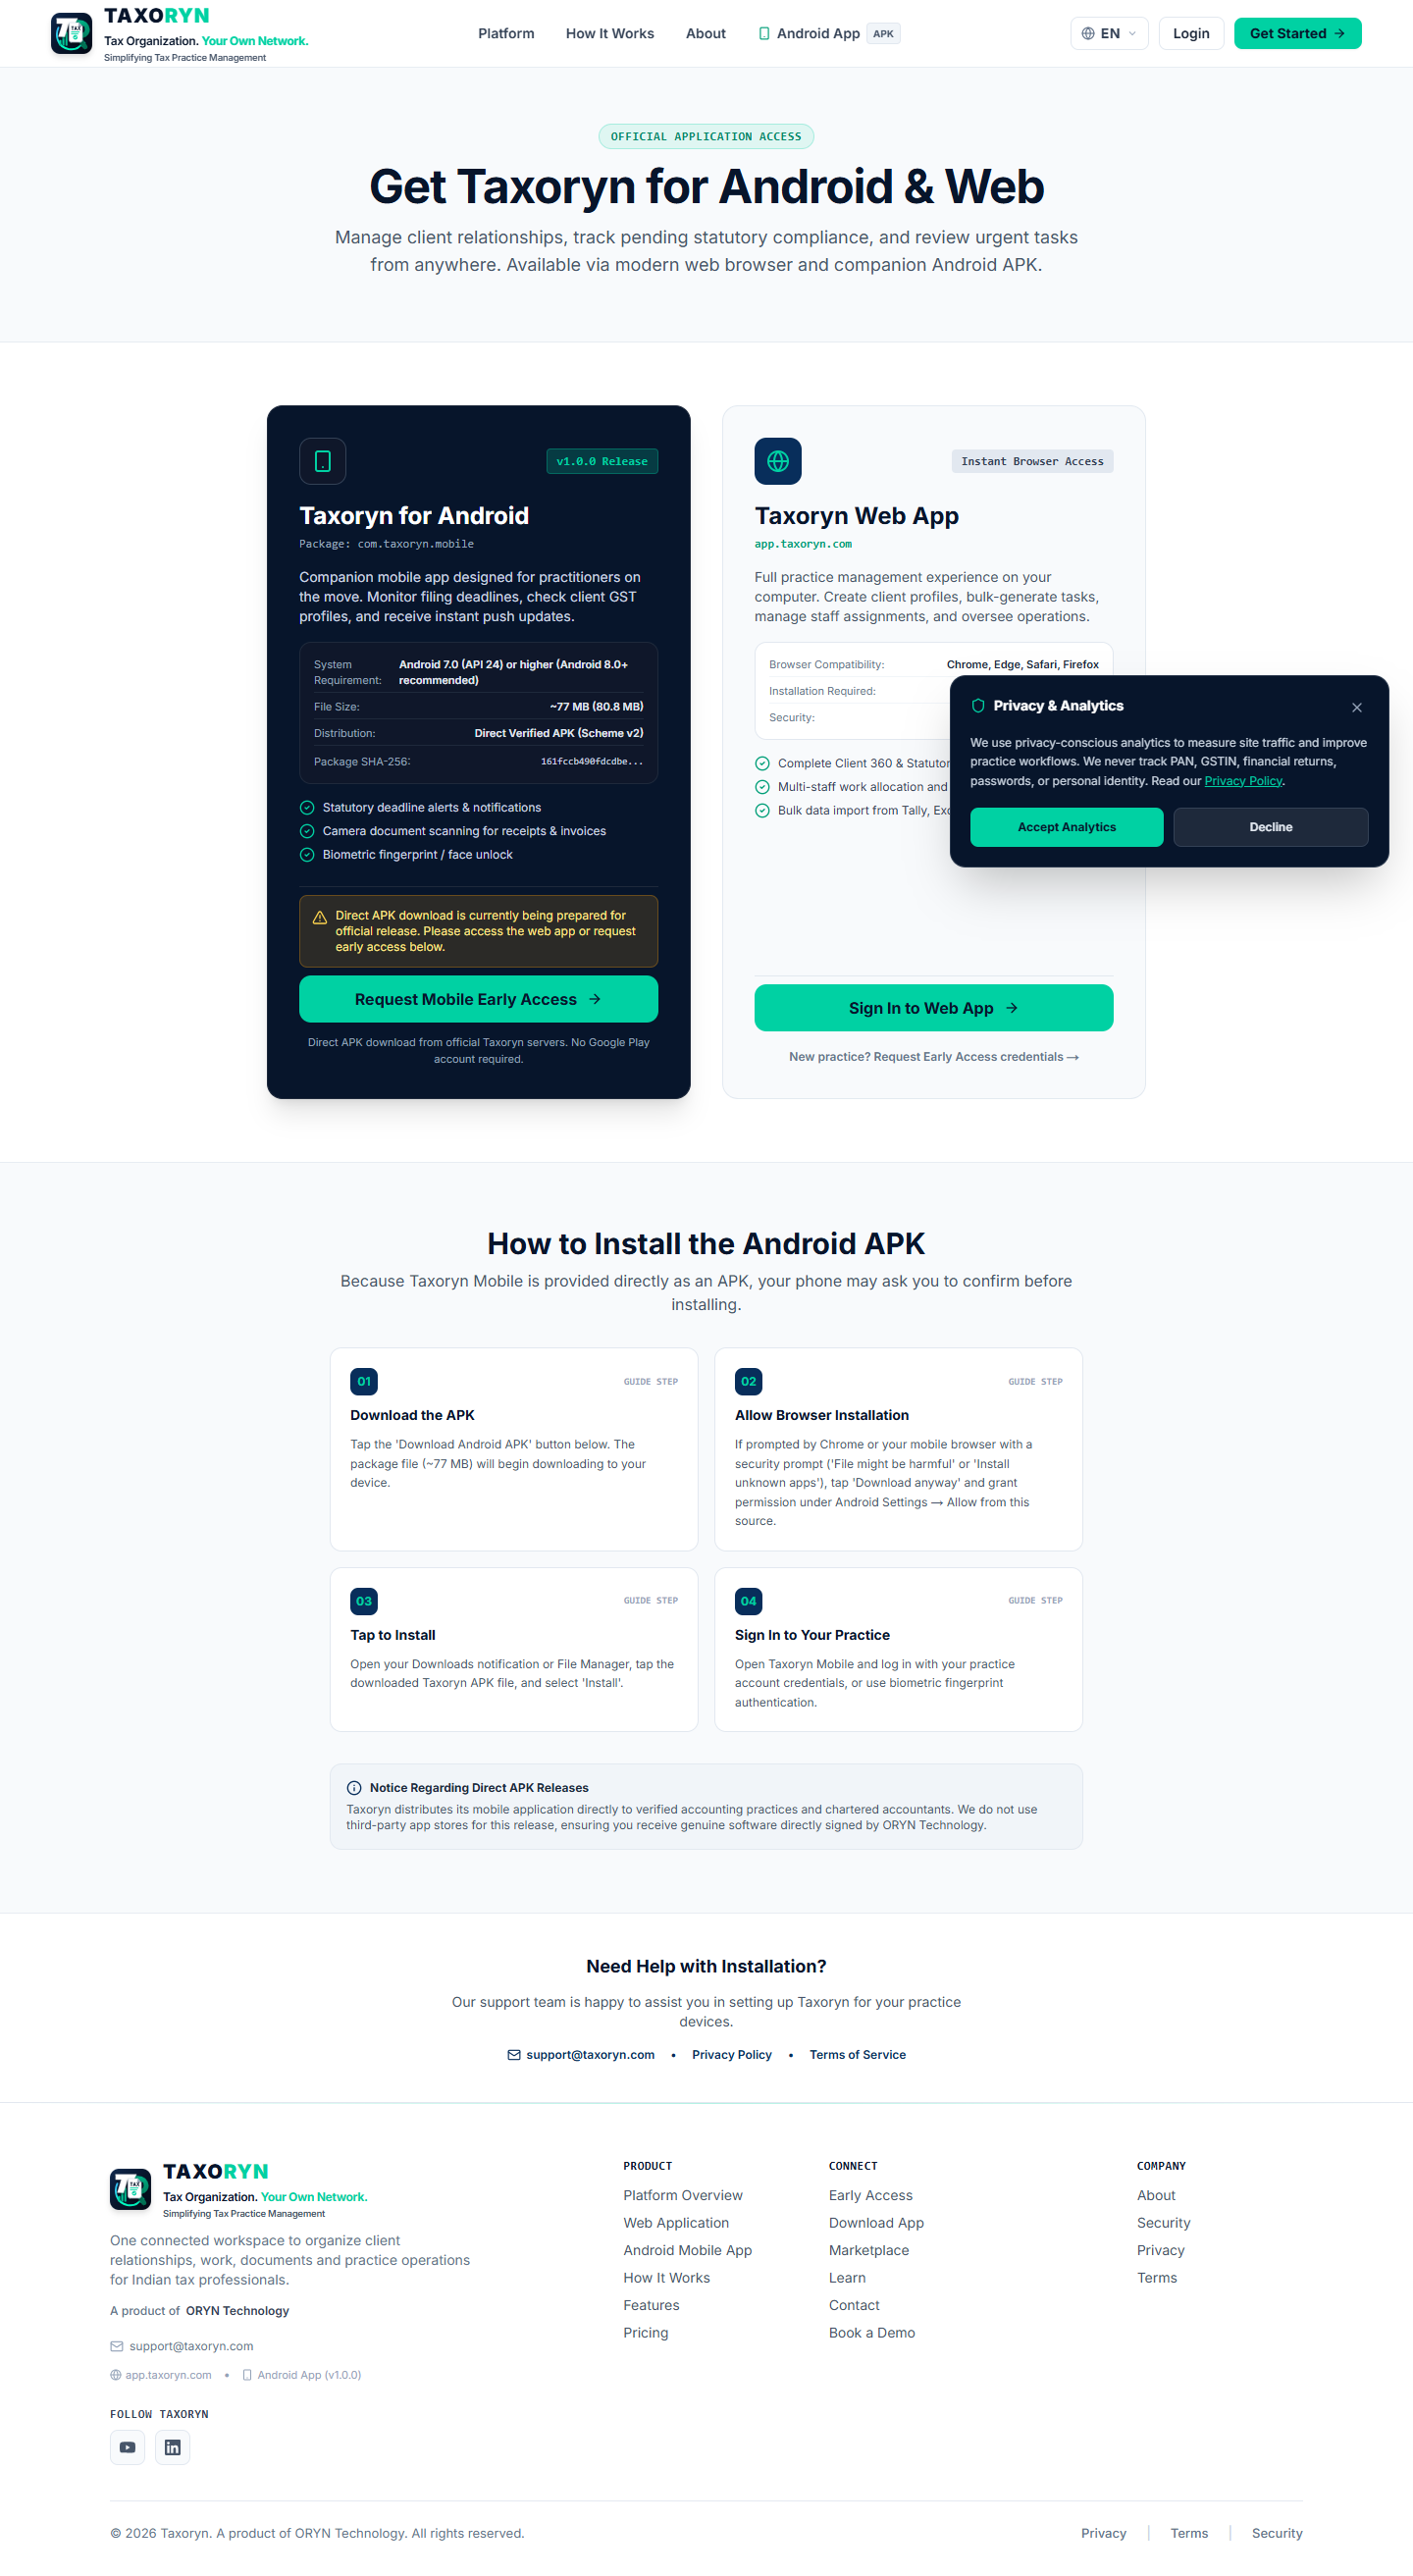 TAXORYN
Tax Organization. Your Own Network.
Simplifying Tax Practice Management
Platform
How It Works
About
Android App APK
EN
Login
Get Started →
OFFICIAL APPLICATION ACCESS
Get Taxoryn for Android & Web
Manage client relationships, track pending statutory compliance, and review urgent tasks
from anywhere. Available via modern web browser and companion Android APK.
v1.0.0 Release
Taxoryn for Android
Package: com.taxoryn.mobile
Companion mobile app designed for practitioners on
the move. Monitor filing deadlines, check client GST
profiles, and receive instant push updates.
System
Requirement:
Android 7.0 (API 24) or higher (Android 8.0+
recommended)
File Size: ~77 MB (80.8 MB)
Distribution: Direct Verified APK (Scheme v2)
Package SHA-256: 161fccb490fdcdbe...
Statutory deadline alerts & notifications
Camera document scanning for receipts & invoices
Biometric fingerprint / face unlock
Direct APK download is currently being prepared for
official release. Please access the web app or request
early access below.
Request Mobile Early Access →
Direct APK download from official Taxoryn servers. No Google Play
account required.
Instant Browser Access
Taxoryn Web App
app.taxoryn.com
Full practice management experience on your
computer. Create client profiles, bulk-generate tasks,
manage staff assignments, and oversee operations.
Browser Compatibility: Chrome, Edge, Safari, Firefox
Installation Required:
Security:
Complete Client 360 & Statutor
Multi-staff work allocation and
Bulk data import from Tally, Exc
Sign In to Web App →
New practice? Request Early Access credentials →
Privacy & Analytics
We use privacy-conscious analytics to measure site traffic and improve
practice workflows. We never track PAN, GSTIN, financial returns,
passwords, or personal identity. Read our Privacy Policy.
Accept Analytics
Decline
How to Install the Android APK
Because Taxoryn Mobile is provided directly as an APK, your phone may ask you to confirm before
installing.
01
GUIDE STEP
Download the APK
Tap the 'Download Android APK' button below. The
package file (~77 MB) will begin downloading to your
device.
02
GUIDE STEP
Allow Browser Installation
If prompted by Chrome or your mobile browser with a
security prompt ('File might be harmful' or 'Install
unknown apps'), tap 'Download anyway' and grant
permission under Android Settings → Allow from this
source.
03
GUIDE STEP
Tap to Install
Open your Downloads notification or File Manager, tap the
downloaded Taxoryn APK file, and select 'Install'.
04
GUIDE STEP
Sign In to Your Practice
Open Taxoryn Mobile and log in with your practice
account credentials, or use biometric fingerprint
authentication.
Notice Regarding Direct APK Releases
Taxoryn distributes its mobile application directly to verified accounting practices and chartered accountants. We do not use
third-party app stores for this release, ensuring you receive genuine software directly signed by ORYN Technology.
Need Help with Installation?
Our support team is happy to assist you in setting up Taxoryn for your practice
devices.
support@taxoryn.com • Privacy Policy • Terms of Service
TAXORYN
Tax Organization. Your Own Network.
Simplifying Tax Practice Management
One connected workspace to organize client
relationships, work, documents and practice operations
for Indian tax professionals.
A product of ORYN Technology
support@taxoryn.com
app.taxoryn.com • Android App (v1.0.0)
FOLLOW TAXORYN
PRODUCT
Platform Overview
Web Application
Android Mobile App
How It Works
Features
Pricing
CONNECT
Early Access
Download App
Marketplace
Learn
Contact
Book a Demo
COMPANY
About
Security
Privacy
Terms
© 2026 Taxoryn. A product of ORYN Technology. All rights reserved.
Privacy | Terms | Security